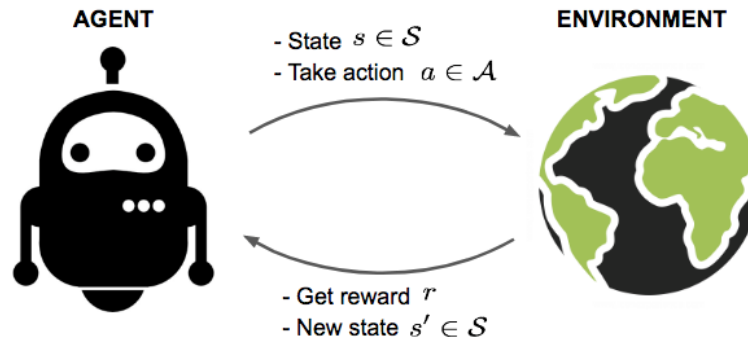 AGENT
ENVIRONMENT
- State s ∈ 𝒮
- Take action a ∈ 𝒜
- Get reward r
- New state s′ ∈ 𝒮